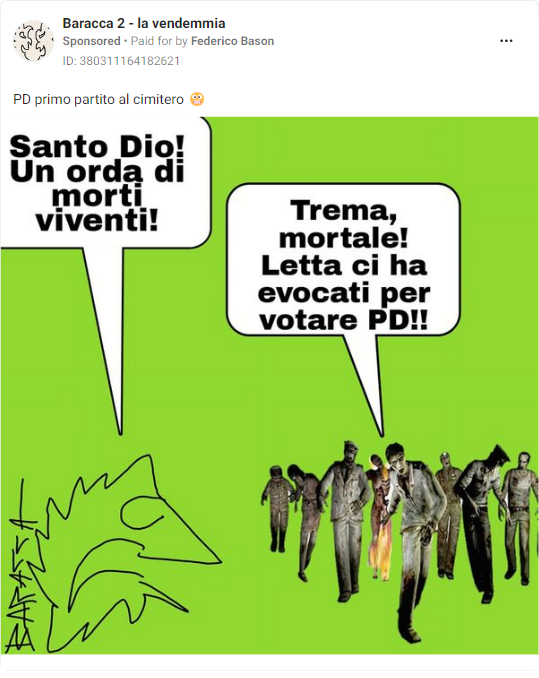 Baracca 2 - la vendemmia
Sponsored • Paid for by Federico Bason
ID: 380311164182621
PD primo partito al cimitero 😬
Santo Dio!
Un orda di
morti
viventi!
Trema,
mortale!
Letta ci ha
evocati per
votare PD!!